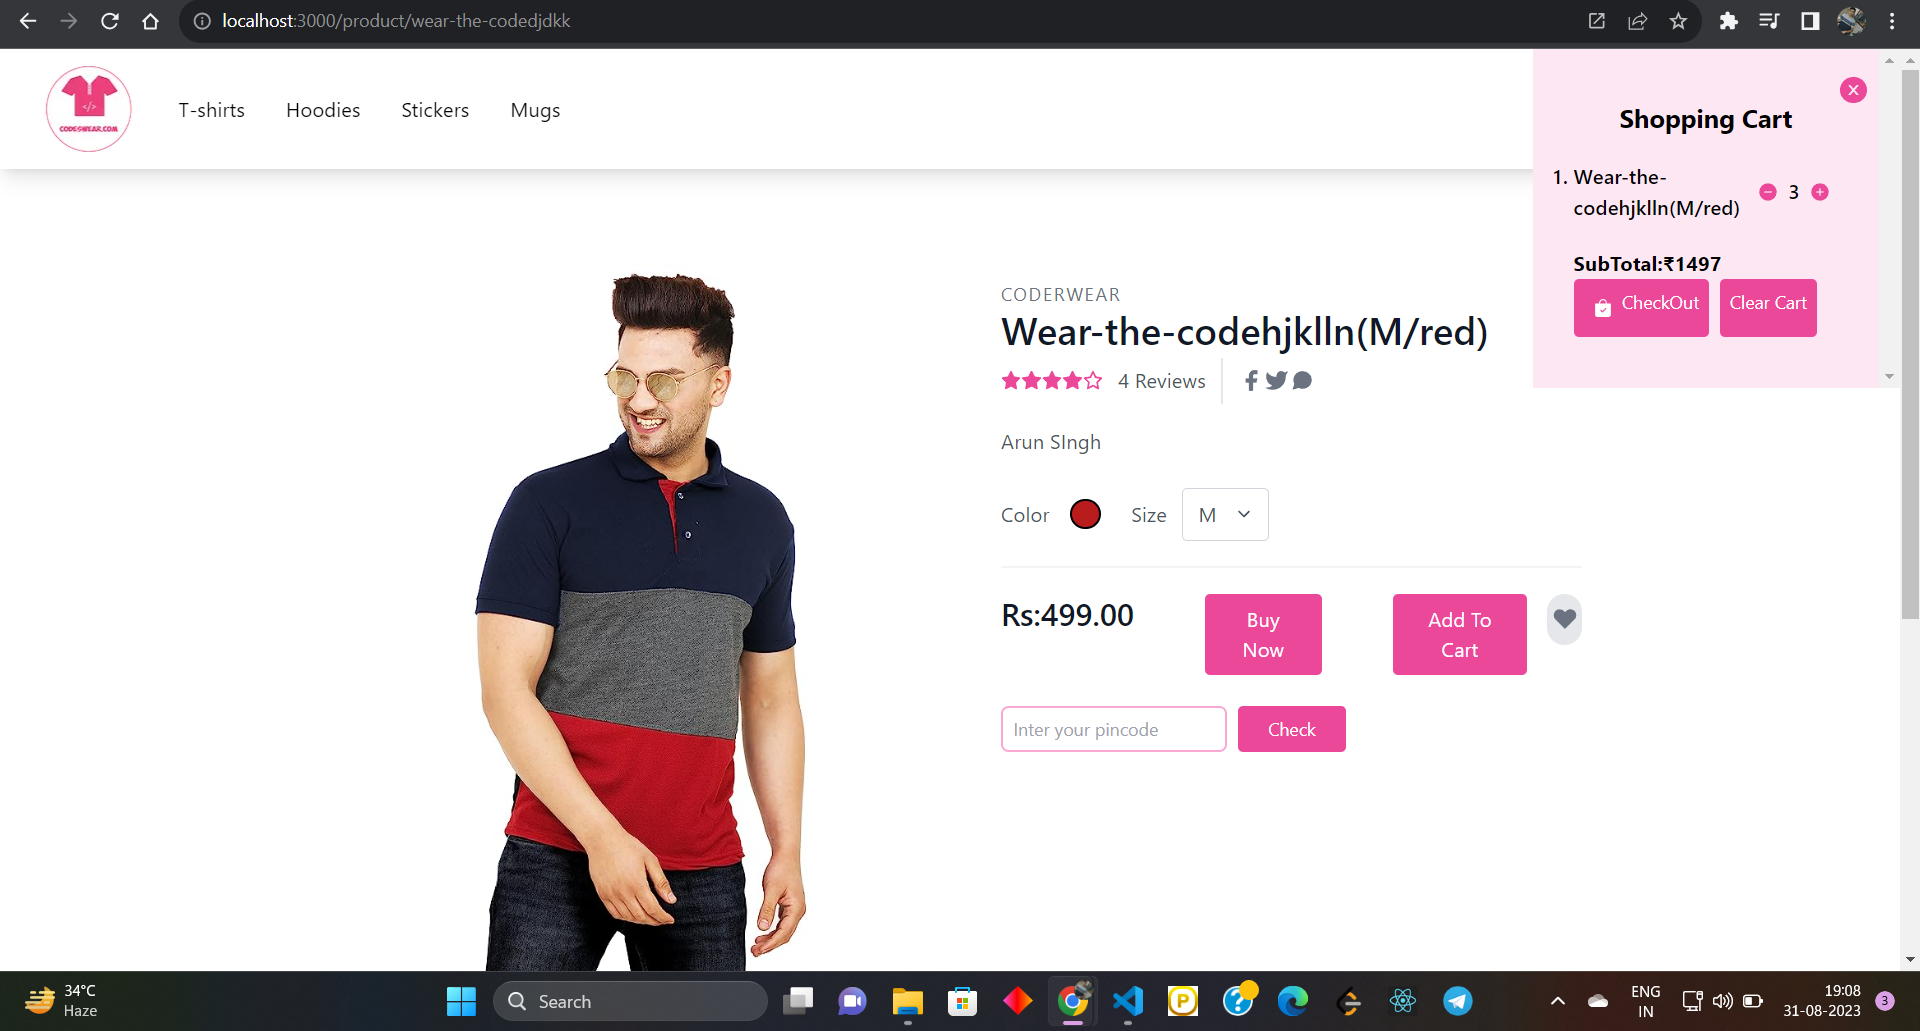 localhost:3000/product/wear-the-codedjdkk
</>
CODESWEAR.COM
T-shirts Hoodies Stickers Mugs
Shopping Cart
1. Wear-the-
codehjklln(M/red) 3
SubTotal:₹1497
CheckOut Clear Cart
CODERWEAR
Wear-the-codehjklln(M/red)
4 Reviews
Arun SIngh
Color Size M
Rs:499.00
Buy
Now
Add To
Cart
Enter your pincode Check
34°C
Haze
Search
ENG
IN
19:08
31-08-2023
3